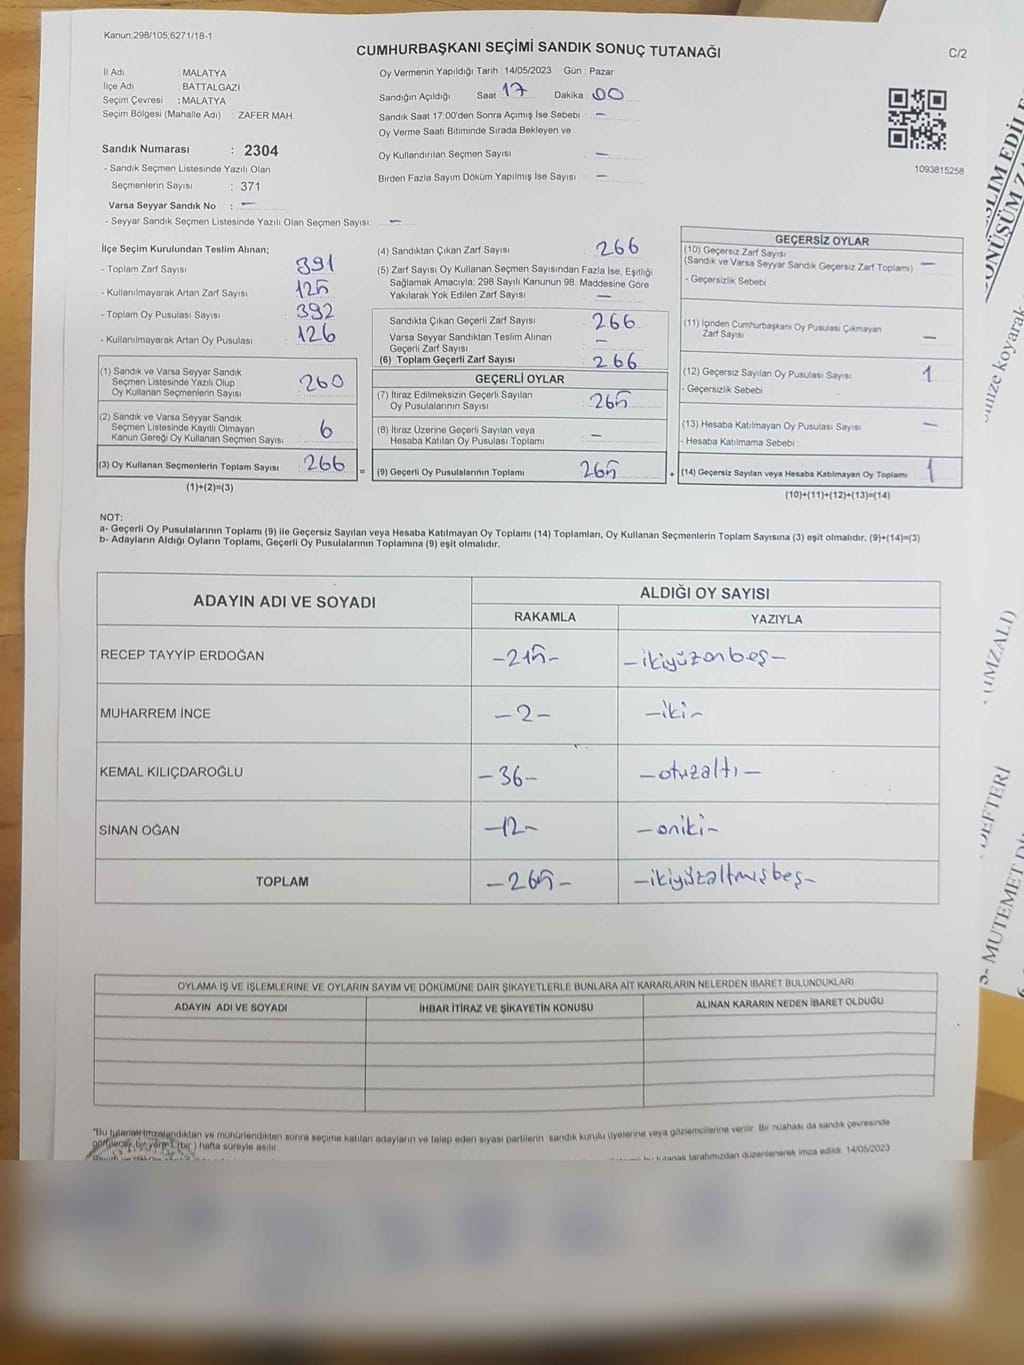 Kanun.298/105,6271/18-1
CUMHURBAŞKANI SEÇİMİ SANDIK SONUÇ TUTANAĞI
C/2
İl Adı : MALATYA
İlçe Adı : BATTALGAZİ
Seçim Çevresi : MALATYA
Seçim Bölgesi (Mahalle Adı) : ZAFER MAH.
Sandık Numarası : 2304
- Sandık Seçmen Listesinde Yazılı Olan
Seçmenlerin Sayısı : 371
Varsa Seyyar Sandık No : —
- Seyyar Sandık Seçmen Listesinde Yazılı Olan Seçmen Sayısı: —
Oy Vermenin Yapıldığı Tarih : 14/05/2023 Gün : Pazar
Sandığın Açıldığı Saat 17 Dakika 00
Sandık Saat 17:00'den Sonra Açımış İse Sebebi : —
Oy Verme Saati Bitiminde Sırada Bekleyen ve
Oy Kullandırılan Seçmen Sayısı : —
Birden Fazla Sayım Döküm Yapılmış İse Sayısı : —
1093815258
İlçe Seçim Kurulundan Teslim Alınan;
- Toplam Zarf Sayısı : 391
- Kullanılmayarak Artan Zarf Sayısı : 125
- Toplam Oy Pusulası Sayısı : 392
- Kullanılmayarak Artan Oy Pusulası : 126
(1) Sandık ve Varsa Seyyar Sandık
Seçmen Listesinde Yazılı Olup
Oy Kullanan Seçmenlerin Sayısı : 260
(2) Sandık ve Varsa Seyyar Sandık
Seçmen Listesinde Kayıtlı Olmayan
Kanun Gereği Oy Kullanan Seçmen Sayısı : 6
(3) Oy Kullanan Seçmenlerin Toplam Sayısı : 266
(1)+(2)=(3)
=
(4) Sandıktan Çıkan Zarf Sayısı : 266
(5) Zarf Sayısı Oy Kullanan Seçmen Sayısından Fazla İse, Eşitliği
Sağlamak Amacıyla, 298 Sayılı Kanunun 98. Maddesine Göre
Yakılarak Yok Edilen Zarf Sayısı : —
Sandıkta Çıkan Geçerli Zarf Sayısı : 266
Varsa Seyyar Sandıktan Teslim Alınan
Geçerli Zarf Sayısı : —
(6) Toplam Geçerli Zarf Sayısı : 266
GEÇERLİ OYLAR
(7) İtiraz Edilmeksizin Geçerli Sayılan
Oy Pusulalarının Sayısı : 265
(8) İtiraz Üzerine Geçerli Sayılan veya
Hesaba Katılan Oy Pusulası Toplamı : —
(9) Geçerli Oy Pusulalarının Toplamı : 265
+
GEÇERSİZ OYLAR
(10) Geçersiz Zarf Sayısı
(Sandık ve Varsa Seyyar Sandık Geçersiz Zarf Toplamı) —
- Geçersizlik Sebebi :
(11) İçinden Cumhurbaşkanı Oy Pusulası Çıkmayan
Zarf Sayısı : —
(12) Geçersiz Sayılan Oy Pusulası Sayısı : 1
- Geçersizlik Sebebi :
(13) Hesaba Katılmayan Oy Pusulası Sayısı : —
- Hesaba Katılmama Sebebi :
(14) Geçersiz Sayılan veya Hesaba Katılmayan Oy Toplamı : 1
(10)+(11)+(12)+(13)=(14)
NOT:
a- Geçerli Oy Pusulalarının Toplamı (9) ile Geçersiz Sayılan veya Hesaba Katılmayan Oy Toplamı (14) Toplamları, Oy Kullanan Seçmenlerin Toplam Sayısına (3) eşit olmalıdır. (9)+(14)=(3)
b- Adayların Aldığı Oyların Toplamı, Geçerli Oy Pusulalarının Toplamına (9) eşit olmalıdır.
ADAYIN ADI VE SOYADI
ALDIĞI OY SAYISI
RAKAMLA YAZIYLA
RECEP TAYYİP ERDOĞAN -215- -ikiyüzonbeş-
MUHARREM İNCE -2- -iki-
KEMAL KILIÇDAROĞLU -36- -otuzaltı-
SİNAN OĞAN -12- -oniki-
TOPLAM -265- -ikiyüzaltmışbeş-
OYLAMA İŞ VE İŞLEMLERİNE VE OYLARIN SAYIM VE DÖKÜMÜNE DAİR ŞİKAYETLERLE BUNLARA AİT KARARLARIN NELERDEN İBARET BULUNDUKLARI
ADAYIN ADI VE SOYADI İHBAR İTİRAZ VE ŞİKAYETİN KONUSU ALINAN KARARIN NEDEN İBARET OLDUĞU
"Bu tutanak imzalandıktan ve mühürlendikten sonra seçime katılan adayların ve talep eden siyasi partilerin sandık kurulu üyelerine veya gözlemcilerine verilir. Bir nüshası da sandık çevresinde
görülecek bir yere 1 (bir ) hafta süreyle asılır.
bu tutanak tarafımızdan düzenlenerek imza edildi. 14/05/2023
koyarak
(İMZALI)
DEFTERİ
5- MUTEMET